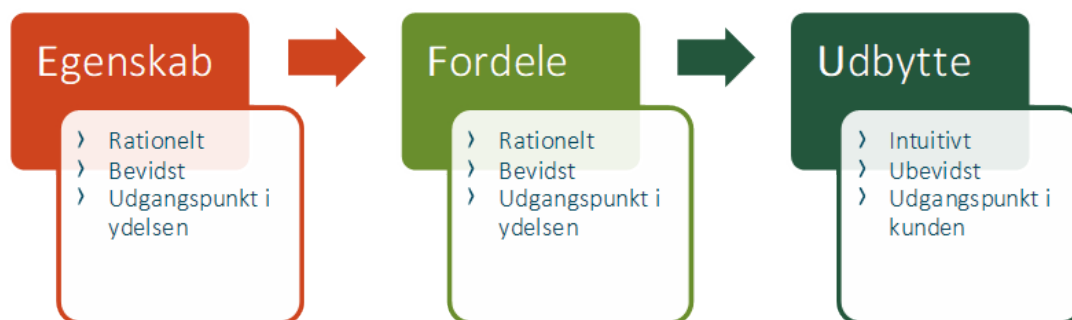 Egenskab
› Rationelt
› Bevidst
› Udgangspunkt i
ydelsen
Fordele
› Rationelt
› Bevidst
› Udgangspunkt i
ydelsen
Udbytte
› Intuitivt
› Ubevidst
› Udgangspunkt i
kunden